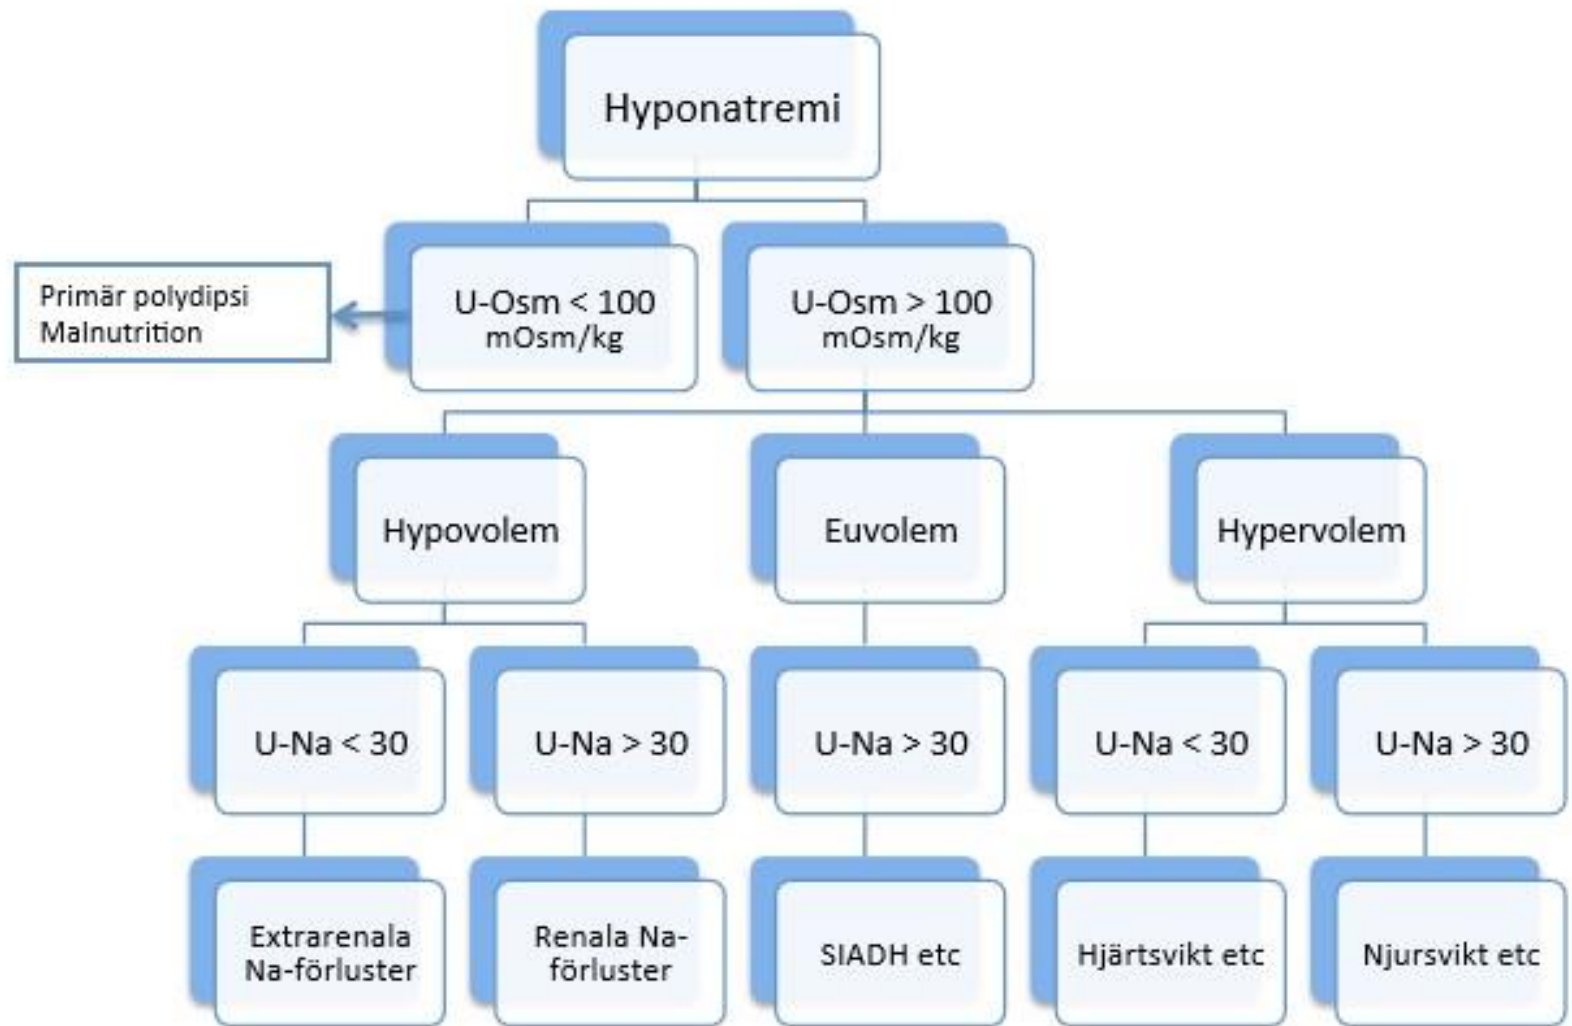 Hyponatremi
Primär polydipsi
Malnutrition
U-Osm < 100
mOsm/kg
U-Osm > 100
mOsm/kg
Hypovolem
Euvolem
Hypervolem
U-Na < 30
U-Na > 30
U-Na > 30
U-Na < 30
U-Na > 30
Extrarenala
Na-förluster
Renala Na-
förluster
SIADH etc
Hjärtsvikt etc
Njursvikt etc